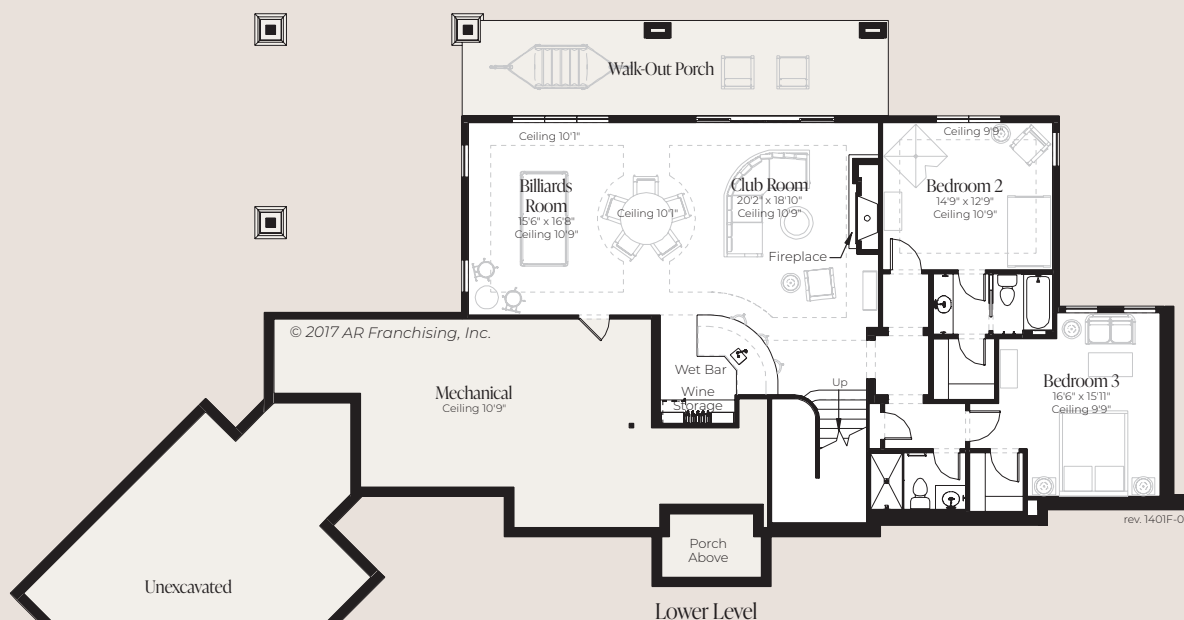 Walk-Out Porch
Ceiling 10'1"
Ceiling 9'9"
Billiards
Room
15'6" x 16'8"
Ceiling 10'9"
Ceiling 10'1"
Club Room
20'2" x 18'10"
Ceiling 10'9"
Bedroom 2
14'9" x 12'9"
Ceiling 10'9"
Fireplace
© 2017 AR Franchising, Inc.
Wet Bar
Wine
Storage
Up
Mechanical
Ceiling 10'9"
Bedroom 3
16'6" x 15'11"
Ceiling 9'9"
rev. 1401F-0
Porch
Above
Unexcavated
Lower Level